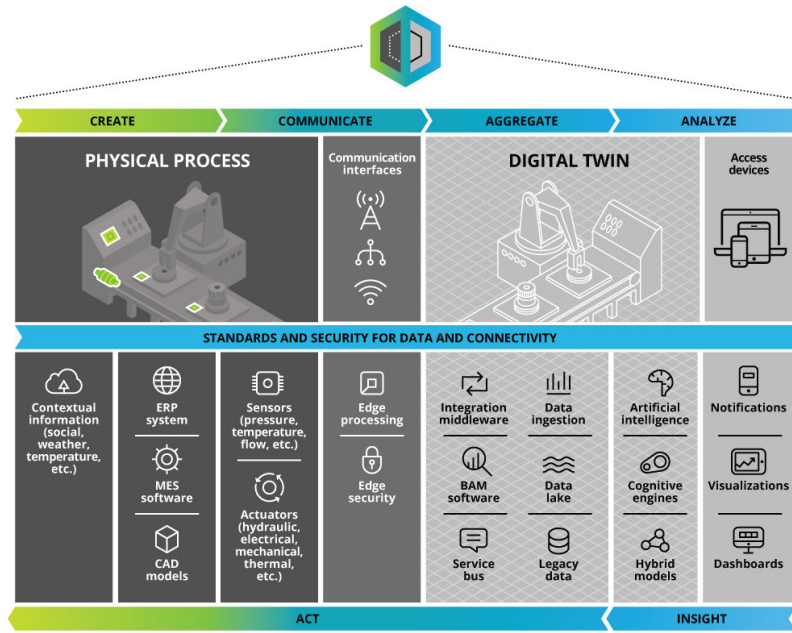 CREATE
COMMUNICATE
AGGREGATE
ANALYZE
PHYSICAL PROCESS
Communication
interfaces
DIGITAL TWIN
Access
devices
STANDARDS AND SECURITY FOR DATA AND CONNECTIVITY
Contextual
information
(social,
weather,
temperature,
etc.)
ERP
system
MES
software
CAD
models
Sensors
(pressure,
temperature,
flow, etc.)
Actuators
(hydraulic,
electrical,
mechanical,
thermal,
etc.)
Edge
processing
Edge
security
Integration
middleware
BAM
software
Service
bus
Data
ingestion
Data
lake
Legacy
data
Artificial
intelligence
Cognitive
engines
Hybrid
models
Notifications
Visualizations
Dashboards
ACT
INSIGHT